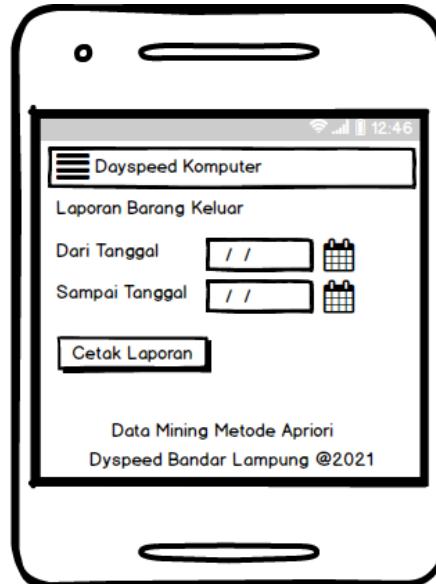 12:46
Dayspeed Komputer
Laporan Barang Keluar
Dari Tanggal / /
Sampai Tanggal / /
Cetak Laporan
Data Mining Metode Apriori
Dyspeed Bandar Lampung @2021